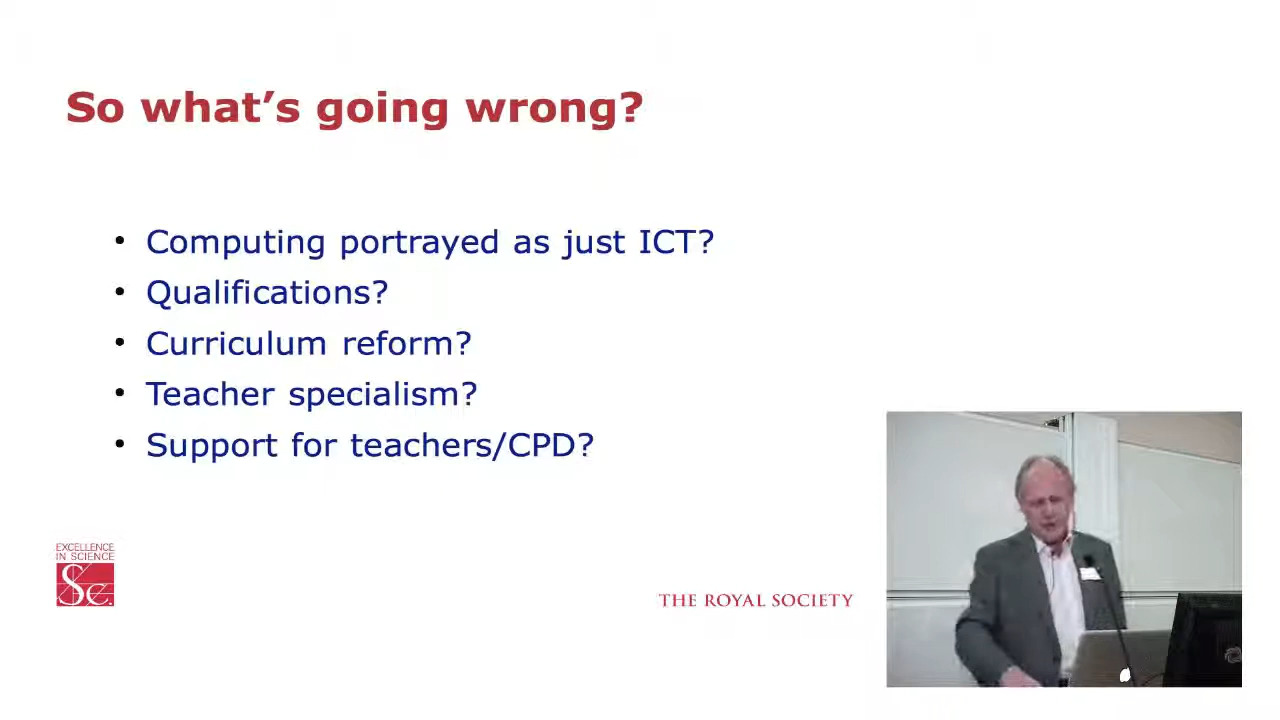 So what's going wrong?
Computing portrayed as just ICT?
Qualifications?
Curriculum reform?
Teacher specialism?
Support for teachers/CPD?
EXCELLENCE
IN SCIENCE
Sc.
THE ROYAL SOCIETY